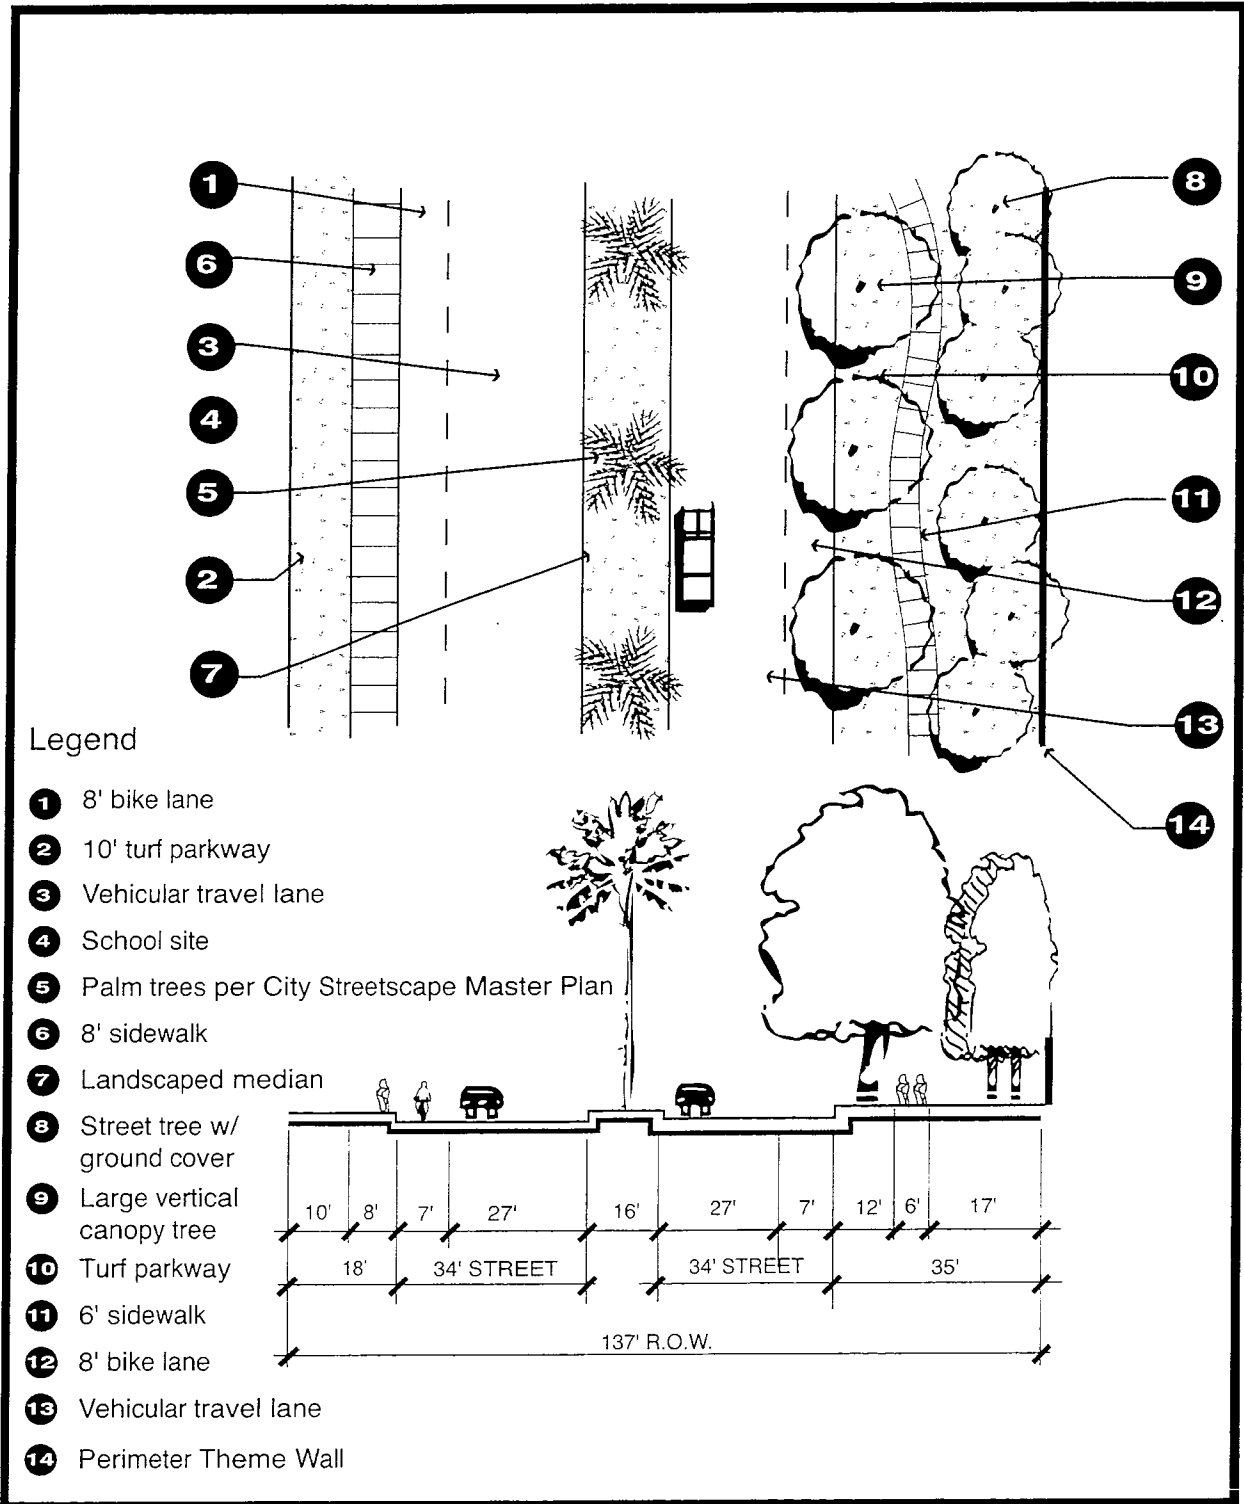 1
6
3
4
5
2
7
8
9
10
11
12
13
14
Legend
1 8' bike lane
2 10' turf parkway
3 Vehicular travel lane
4 School site
5 Palm trees per City Streetscape Master Plan
6 8' sidewalk
7 Landscaped median
8 Street tree w/
ground cover
9 Large vertical
canopy tree
10 Turf parkway
11 6' sidewalk
12 8' bike lane
13 Vehicular travel lane
14 Perimeter Theme Wall
10' 8' 7' 27' 16' 27' 7' 12' 6' 17'
18' 34' STREET 34' STREET 35'
137' R.O.W.